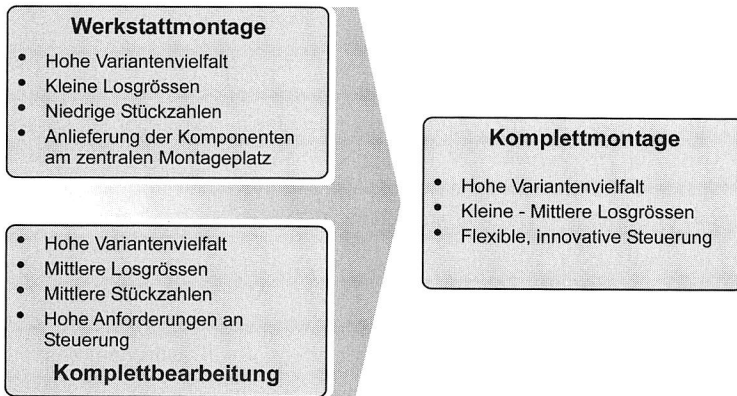 Werkstattmontage
• Hohe Variantenvielfalt
• Kleine Losgrössen
• Niedrige Stückzahlen
• Anlieferung der Komponenten
am zentralen Montageplatz
• Hohe Variantenvielfalt
• Mittlere Losgrössen
• Mittlere Stückzahlen
• Hohe Anforderungen an
Steuerung
Komplettbearbeitung
Komplettmontage
• Hohe Variantenvielfalt
• Kleine - Mittlere Losgrössen
• Flexible, innovative Steuerung